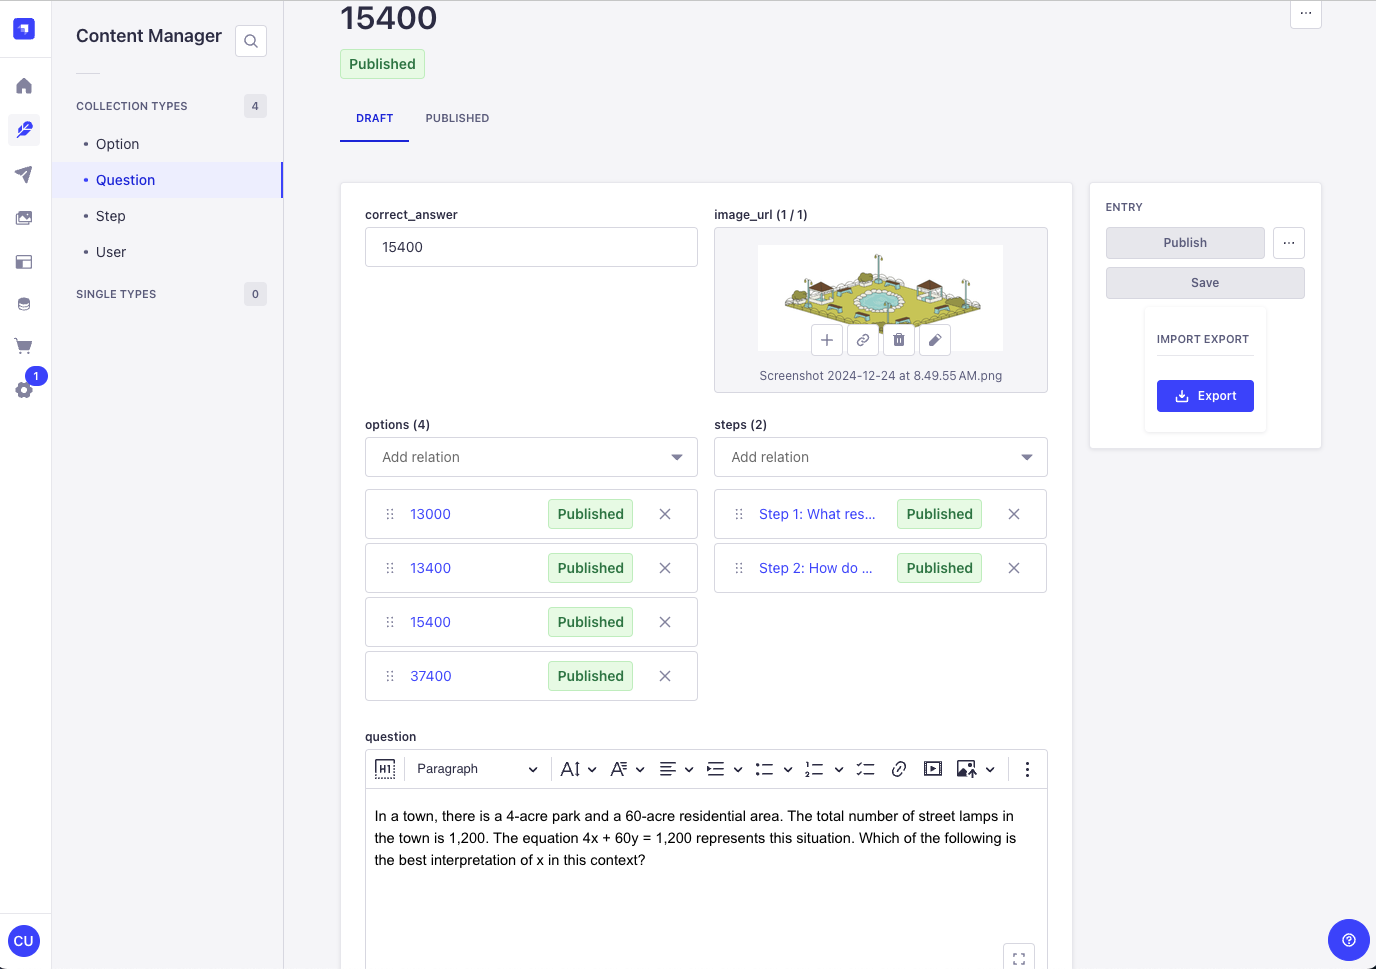 15400
...
Content Manager
Published
COLLECTION TYPES 4
DRAFT PUBLISHED
Option
Question
Step
User
SINGLE TYPES 0
1
CU
correct_answer
15400
image_url (1 / 1)
Screenshot 2024-12-24 at 8.49.55 AM.png
options (4)
Add relation
13000 Published
13400 Published
15400 Published
37400 Published
steps (2)
Add relation
Step 1: What res... Published
Step 2: How do ... Published
question
H1 Paragraph
In a town, there is a 4-acre park and a 60-acre residential area. The total number of street lamps in
the town is 1,200. The equation 4x + 60y = 1,200 represents this situation. Which of the following is
the best interpretation of x in this context?
ENTRY
Publish ...
Save
IMPORT EXPORT
Export